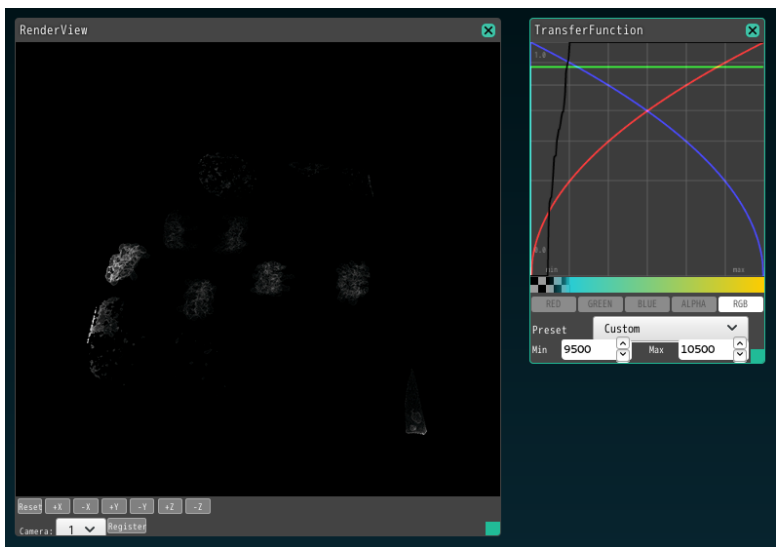 RenderView
TransferFunction
1.0
0.0
min max
RED GREEN BLUE ALPHA RGB
Preset Custom
Min 9500 Max 10500
Reset +X -X +Y -Y +Z -Z
Camera: 1 Register